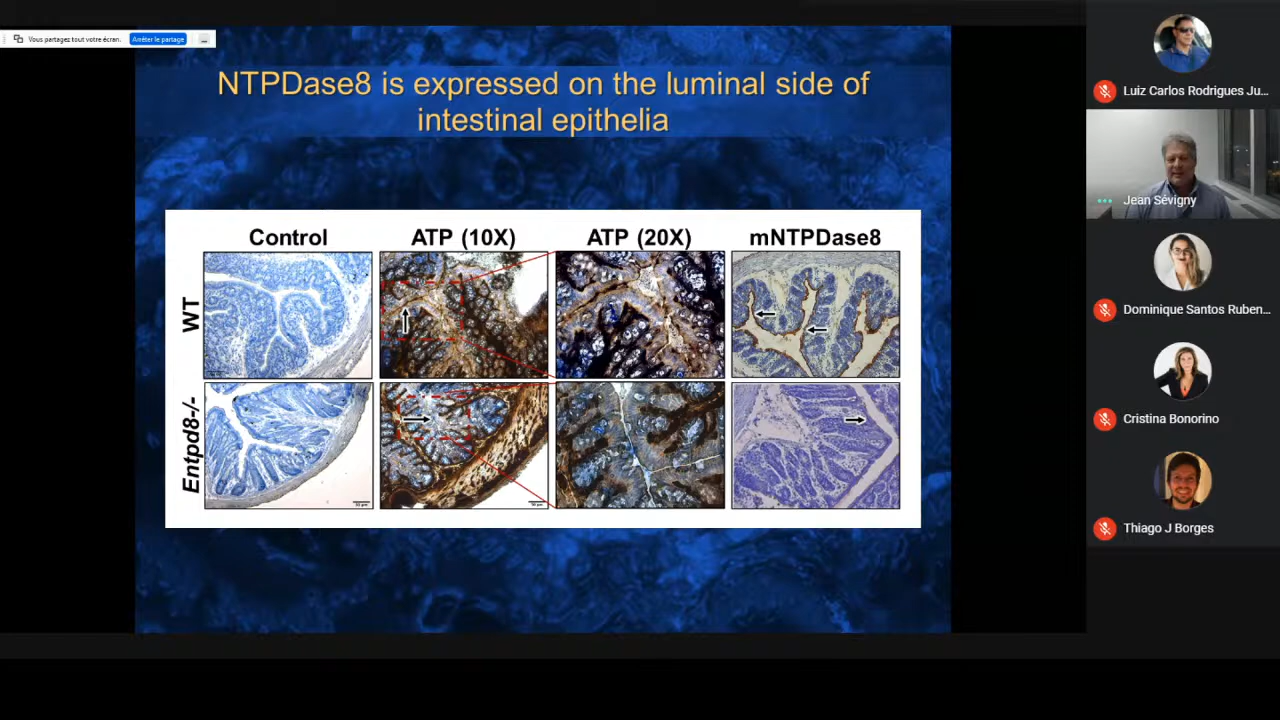 Vous partagez tout votre écran.
Arrêter le partage
...
NTPDase8 is expressed on the luminal side of
intestinal epithelia
Control
ATP (10X)
ATP (20X)
mNTPDase8
WT
Entpd8-/-
Luiz Carlos Rodrigues Ju...
Jean Sévigny
Dominique Santos Ruben...
Cristina Bonorino
Thiago J Borges